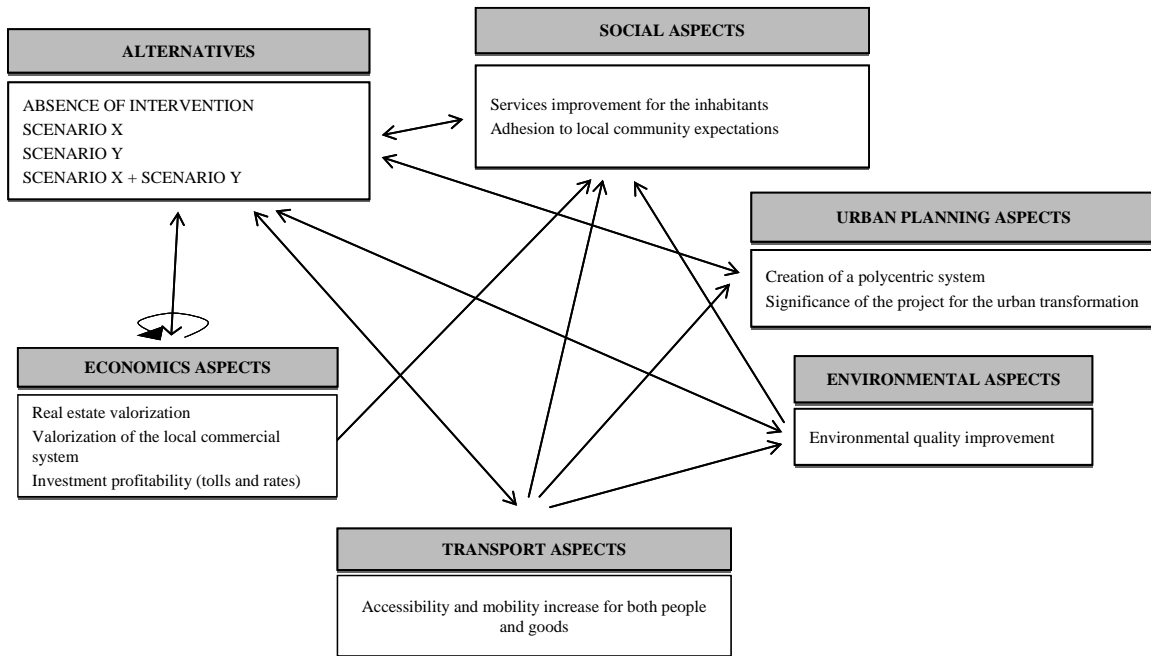 ALTERNATIVES
ABSENCE OF INTERVENTION
SCENARIO X
SCENARIO Y
SCENARIO X + SCENARIO Y
SOCIAL ASPECTS
Services improvement for the inhabitants
Adhesion to local community expectations
URBAN PLANNING ASPECTS
Creation of a polycentric system
Significance of the project for the urban transformation
ECONOMICS ASPECTS
Real estate valorization
Valorization of the local commercial
system
Investment profitability (tolls and rates)
ENVIRONMENTAL ASPECTS
Environmental quality improvement
TRANSPORT ASPECTS
Accessibility and mobility increase for both people
and goods